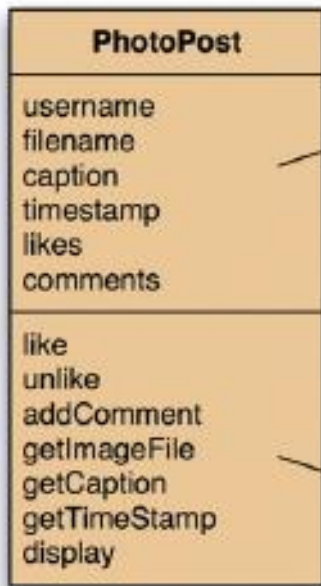 PhotoPost
username
filename
caption
timestamp
likes
comments
like
unlike
addComment
getImageFile
getCaption
getTimeStamp
display